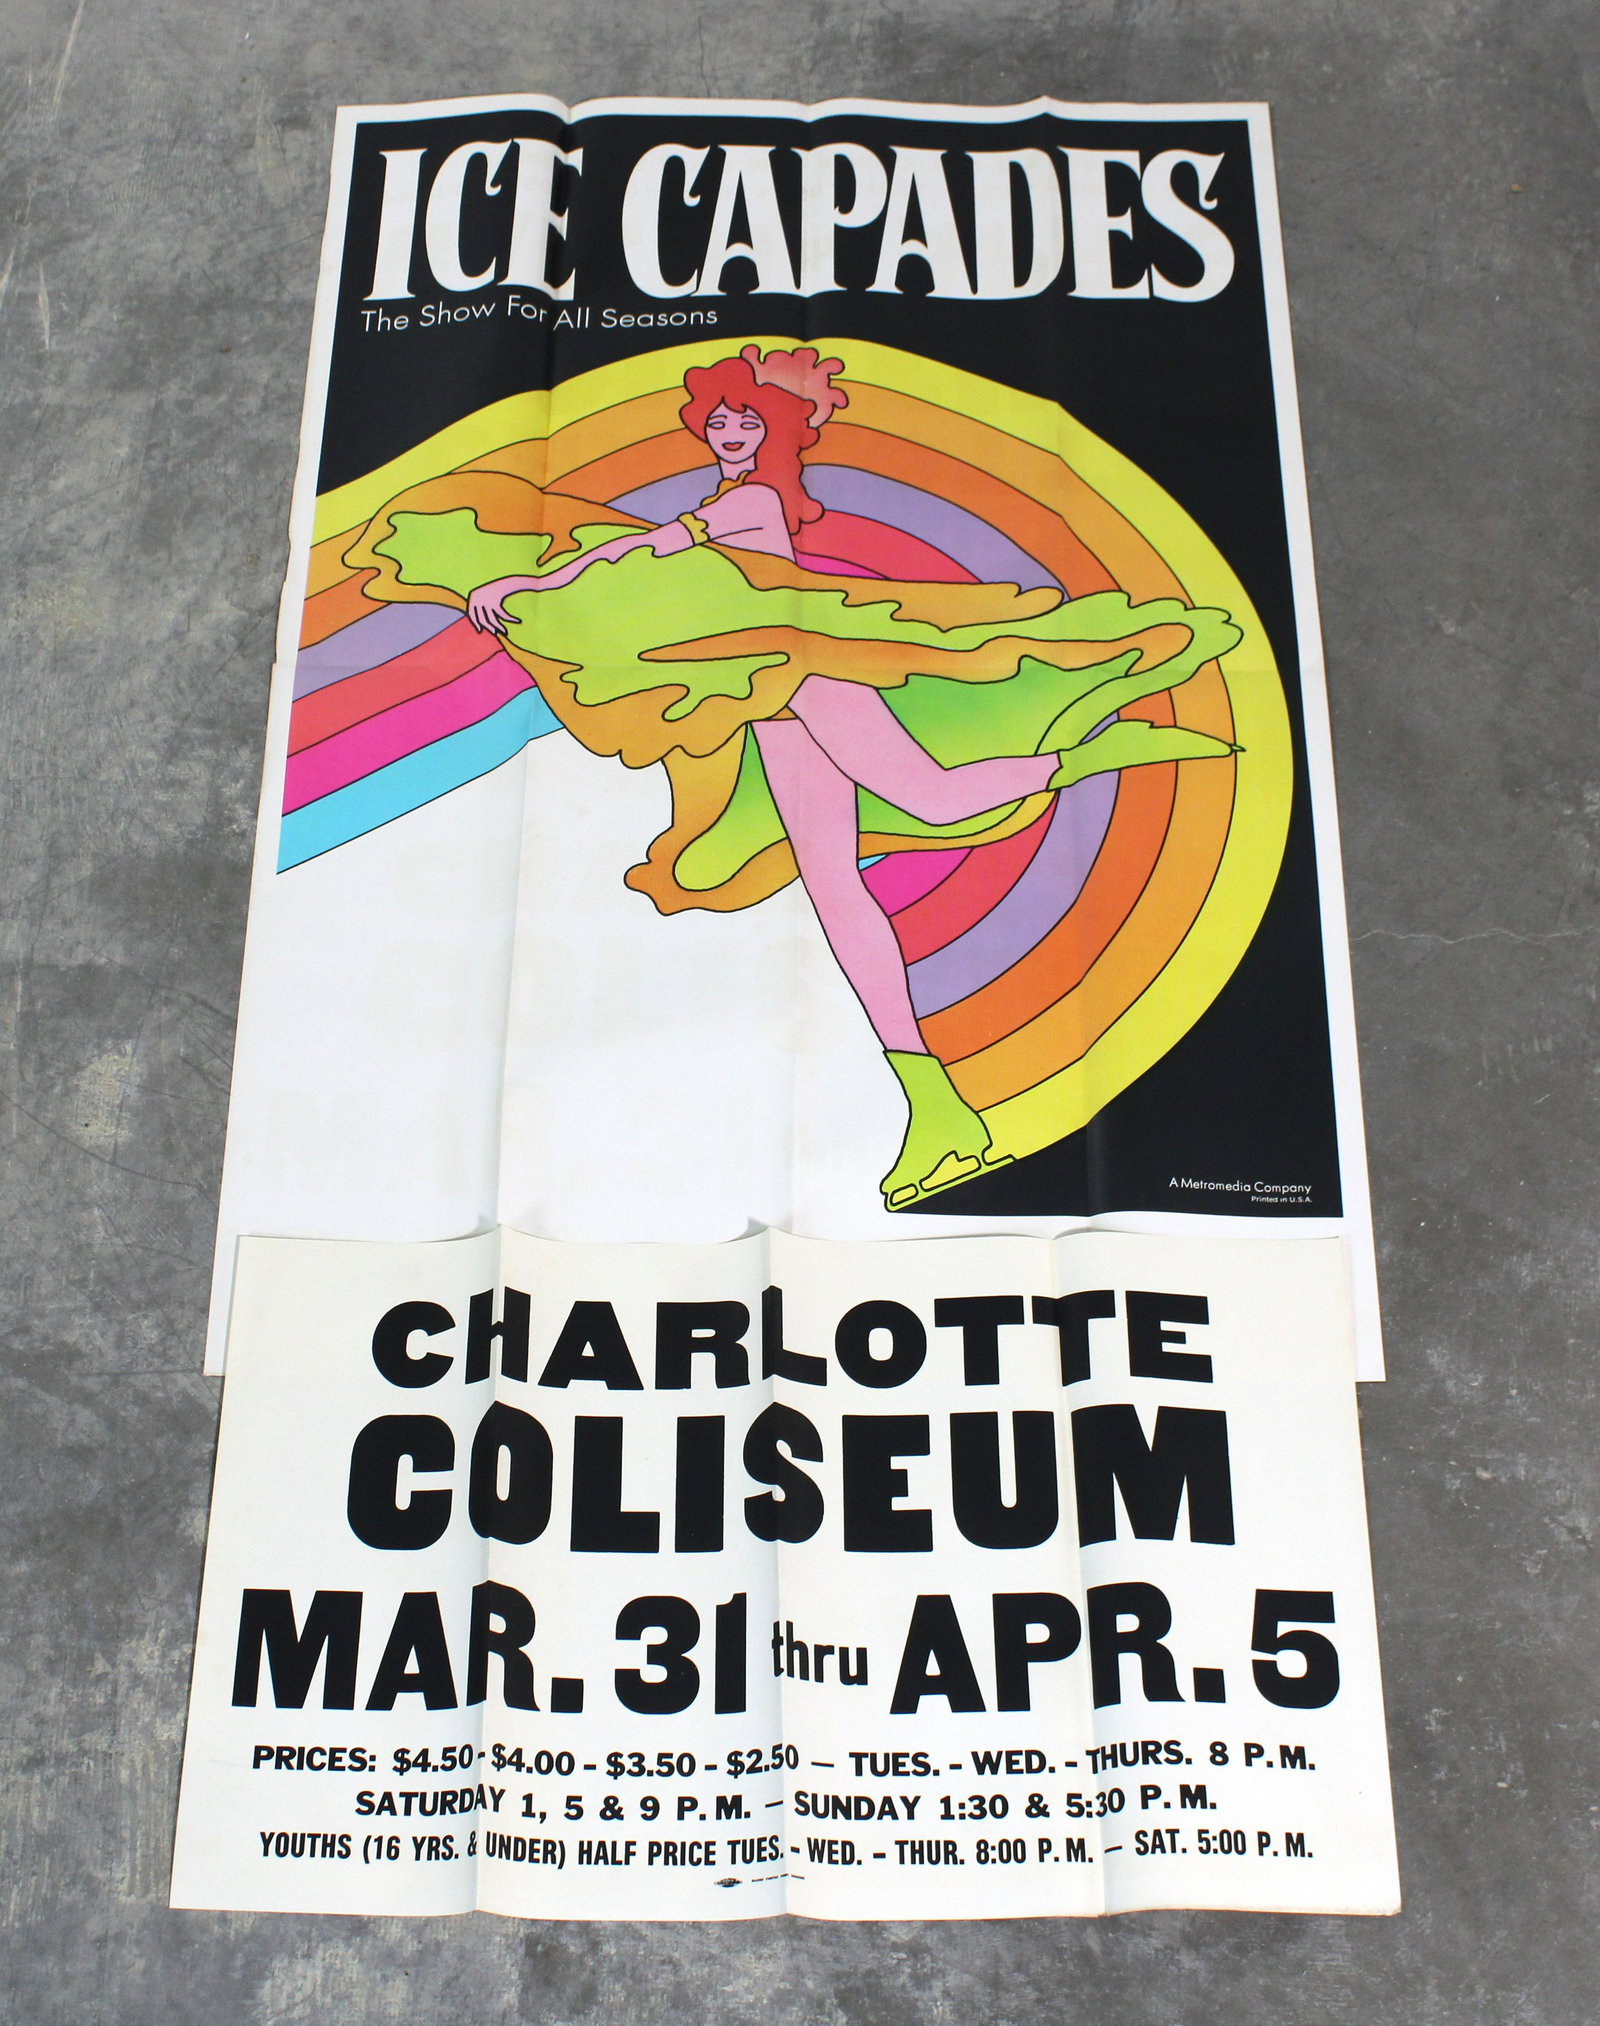 ICE CAPADES
The Show For All Seasons
A Metromedia Company
Printed in U.S.A.
CHARLOTTE
COLISEUM
MAR. 31 thru APR. 5
PRICES: $4.50 - $4.00 - $3.50 - $2.50 — TUES. - WED. - THURS. 8 P.M.
SATURDAY 1, 5 & 9 P.M. — SUNDAY 1:30 & 5:30 P.M.
YOUTHS (16 YRS. & UNDER) HALF PRICE TUES. - WED. - THUR. 8:00 P.M. — SAT. 5:00 P.M.